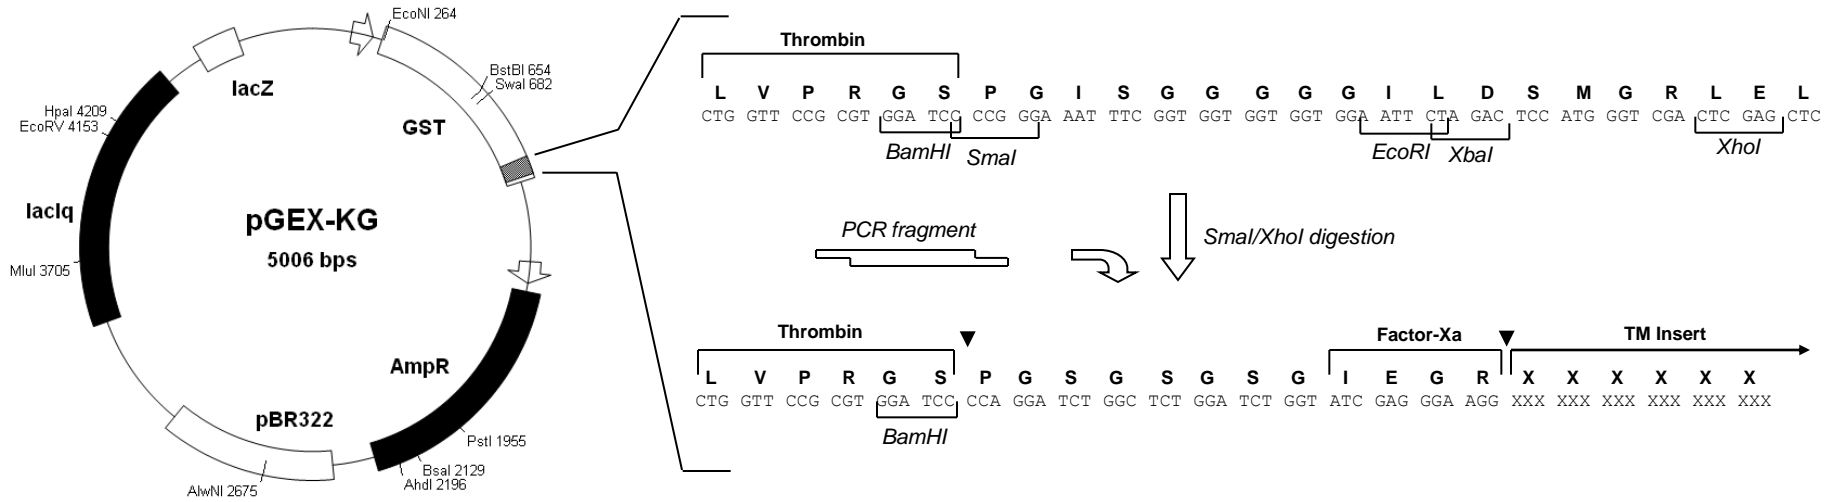 EcoNI 264
BstBI 654
SwaI 682
lacZ
GST
HpaI 4209
EcoRV 4153
lacIq
MluI 3705
pGEX-KG
5006 bps
AmpR
pBR322
PstI 1955
BsaI 2129
AhdI 2196
AlwNI 2675
Thrombin
L V P R G S P G I S G G G G G I L D S M G R L E L
CTG GTT CCG CGT GGA TCC CCG GGA AAT TTC GGT GGT GGT GGT GGA ATT CTA GAC TCC ATG GGT CGA CTC GAG CTC
BamHI SmaI EcoRI XbaI XhoI
PCR fragment
SmaI/XhoI digestion
Thrombin Factor-Xa TM Insert
L V P R G S P G S G S G S G I E G R X X X X X X
CTG GTT CCG CGT GGA TCC CCA GGA TCT GGC TCT GGA TCT GGT ATC GAG GGA AGG XXX XXX XXX XXX XXX XXX
BamHI